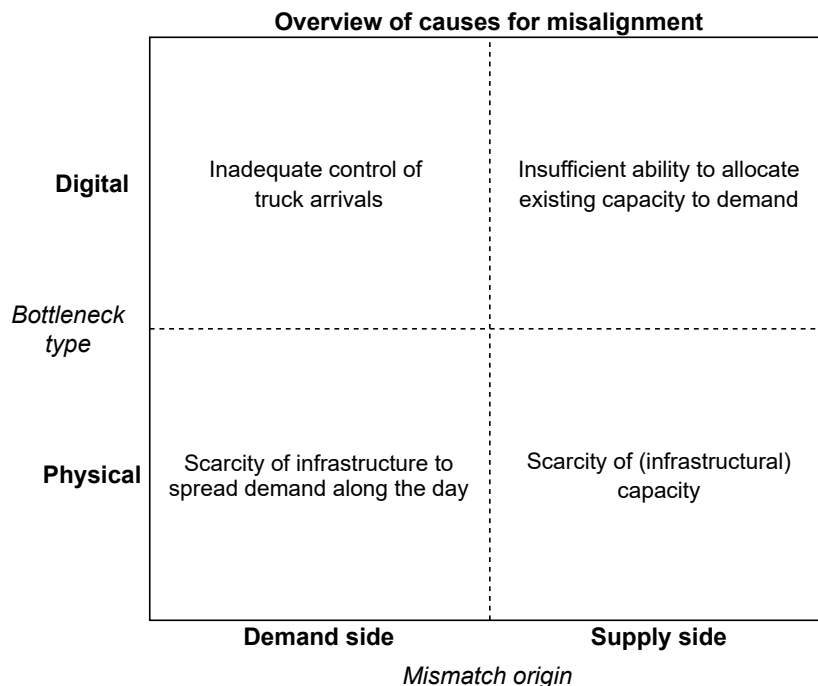 Overview of causes for misalignment
Digital
Inadequate control of
truck arrivals
Insufficient ability to allocate
existing capacity to demand
Bottleneck
type
Physical
Scarcity of infrastructure to
spread demand along the day
Scarcity of (infrastructural)
capacity
Demand side
Supply side
Mismatch origin